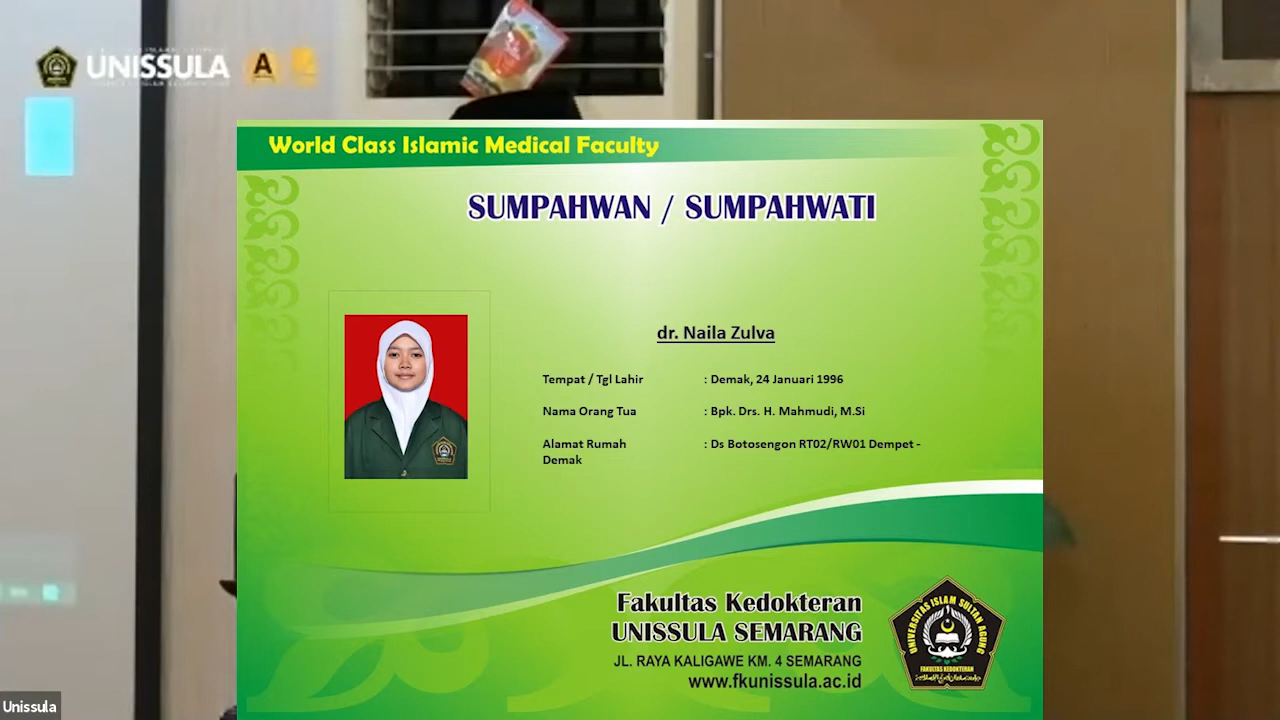 UNISSULA A
World Class Islamic Medical Faculty
SUMPAHWAN / SUMPAHWATI
dr. Naila Zulva
Tempat / Tgl Lahir : Demak, 24 Januari 1996
Nama Orang Tua : Bpk. Drs. H. Mahmudi, M.Si
Alamat Rumah : Ds Botosengon RT02/RW01 Dempet -
Demak
Fakultas Kedokteran
UNISSULA SEMARANG
JL. RAYA KALIGAWE KM. 4 SEMARANG
www.fkunissula.ac.id
UNIVERSITAS ISLAM SULTAN AGUNG
FAKULTAS KEDOKTERAN
Unissula